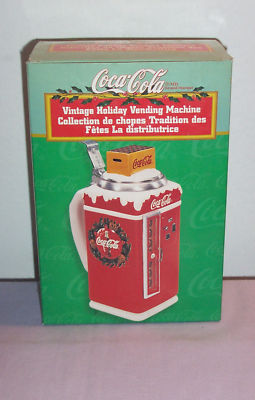 Coca-Cola
Vintage Holiday Vending Machine
Collection de chopes Tradition des
Fêtes La distributrice
Coca-Cola
Coca-Cola
Coca-Cola